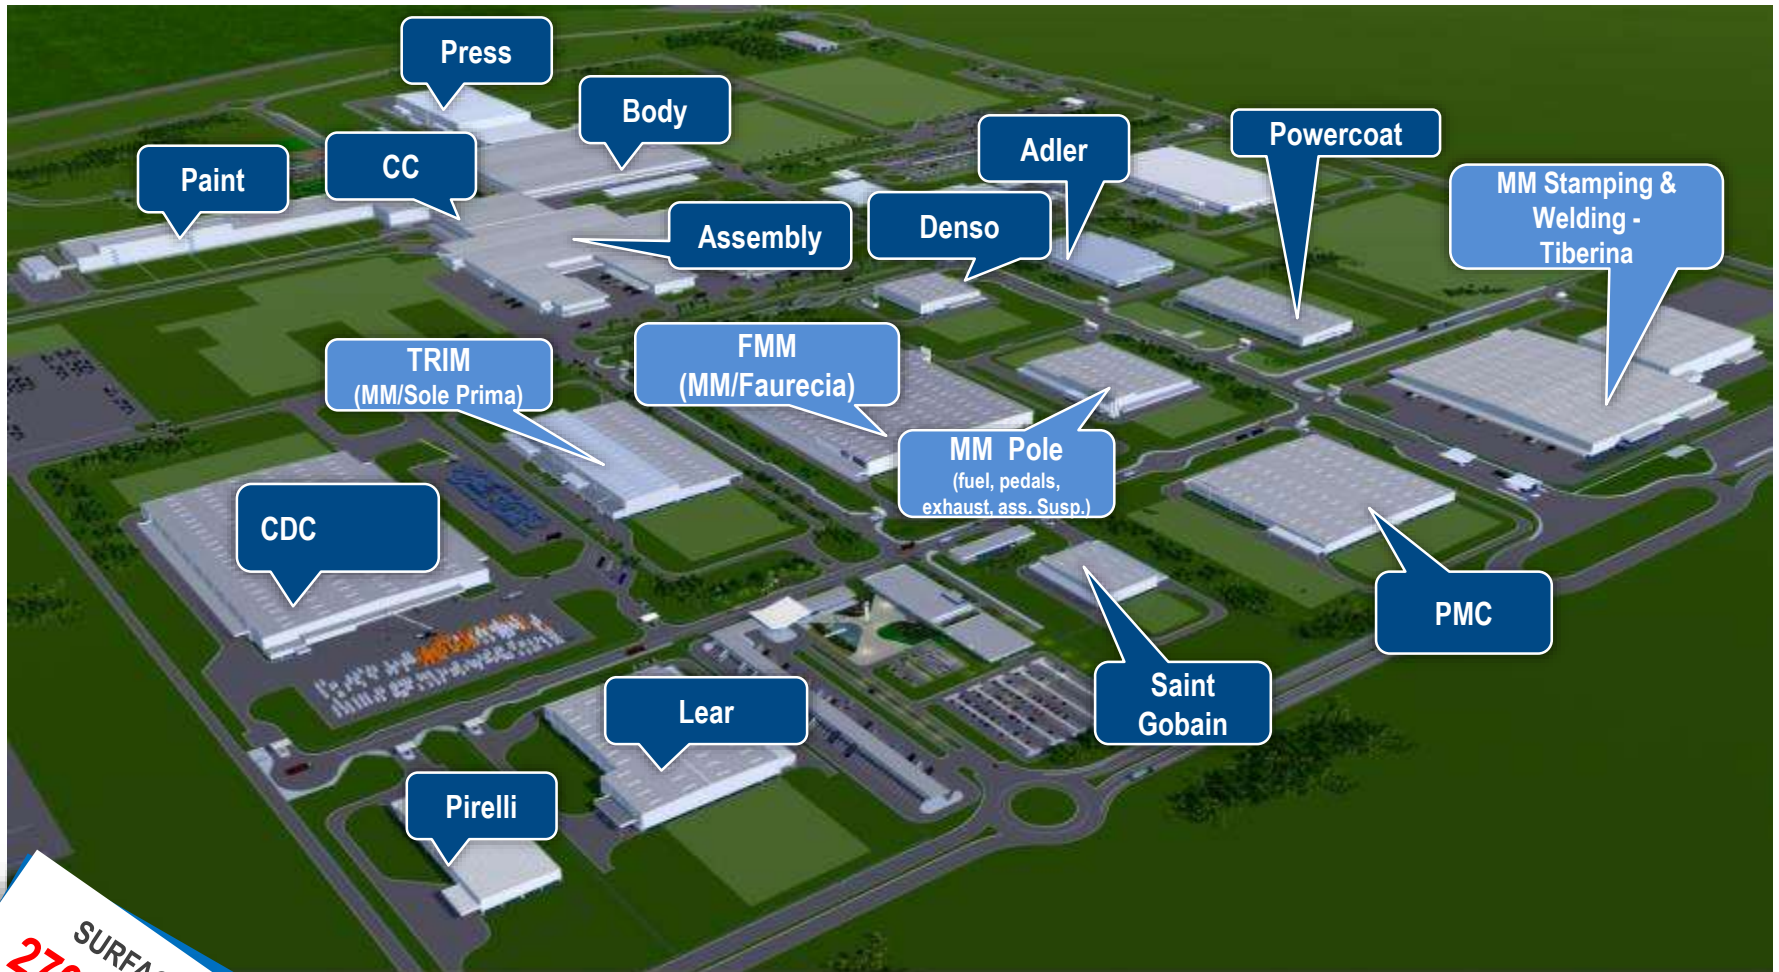 Press
Body
CC
Paint
Adler
Powercoat
MM Stamping &
Welding -
Tiberina
Denso
Assembly
TRIM
(MM/Sole Prima)
FMM
(MM/Faurecia)
MM Pole
(fuel, pedals,
exhaust, ass. Susp.)
CDC
PMC
Saint
Gobain
Lear
Pirelli